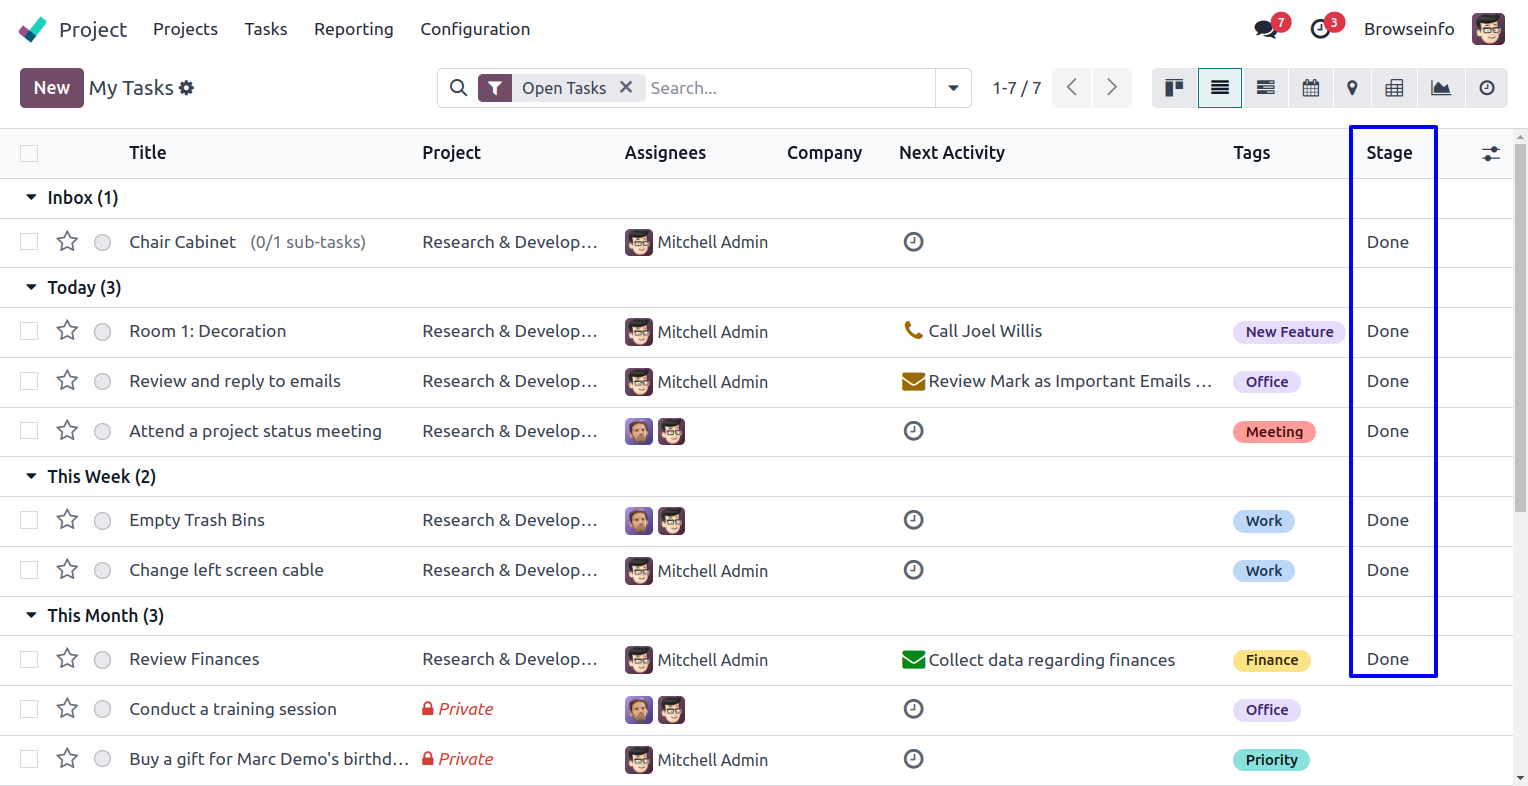 Project Projects Tasks Reporting Configuration 7 3 Browseinfo
New My Tasks Open Tasks Search... 1-7 / 7
Title Project Assignees Company Next Activity Tags Stage
Inbox (1)
Chair Cabinet (0/1 sub-tasks) Research & Develop... Mitchell Admin Done
Today (3)
Room 1: Decoration Research & Develop... Mitchell Admin Call Joel Willis New Feature Done
Review and reply to emails Research & Develop... Mitchell Admin Review Mark as Important Emails ... Office Done
Attend a project status meeting Research & Develop... Meeting Done
This Week (2)
Empty Trash Bins Research & Develop... Work Done
Change left screen cable Research & Develop... Mitchell Admin Work Done
This Month (3)
Review Finances Research & Develop... Mitchell Admin Collect data regarding finances Finance Done
Conduct a training session Private Office
Buy a gift for Marc Demo's birthd... Private Mitchell Admin Priority